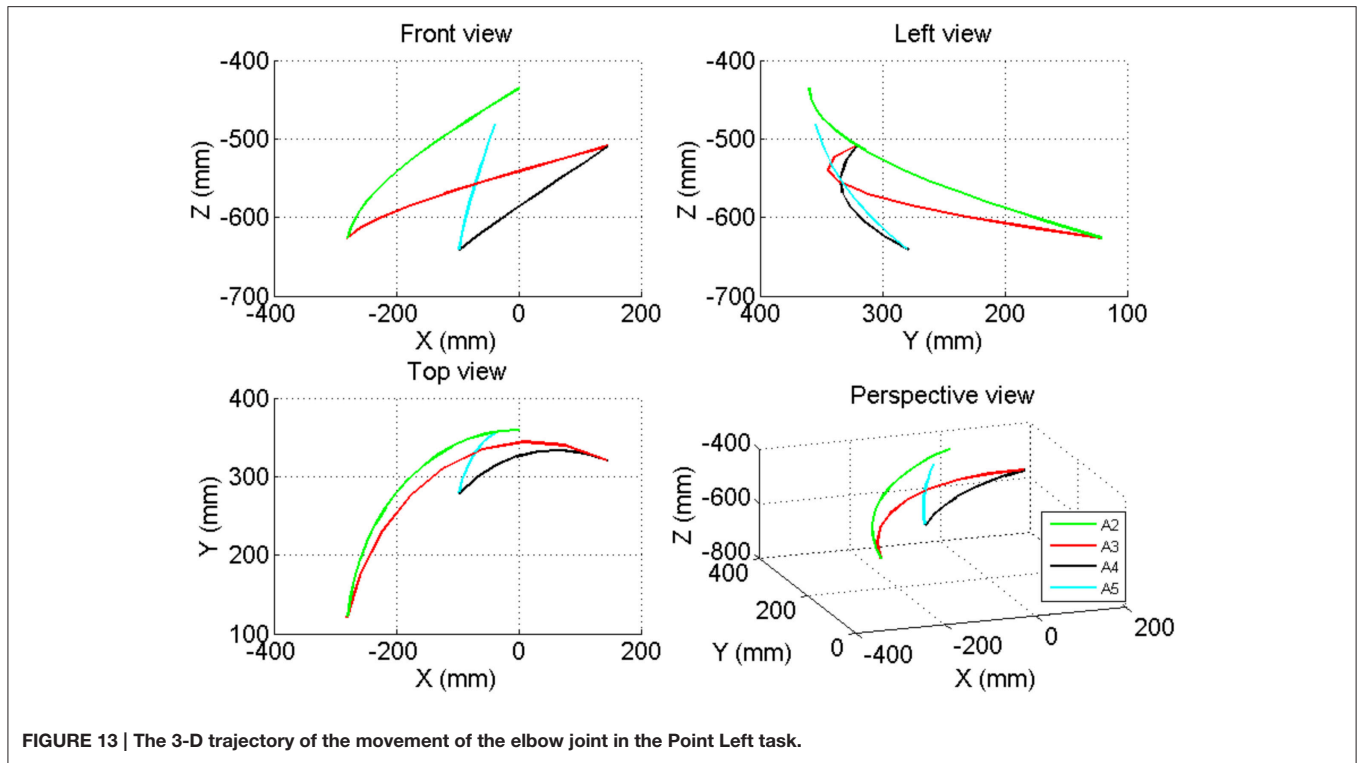 Front view
-400
-500
-600
-700
Z (mm)
-400
-200
0
200
X (mm)
Left view
-400
-500
-600
-700
Z (mm)
400
300
200
100
Y (mm)
Top view
400
300
200
100
Y (mm)
-400
-200
0
200
X (mm)
Perspective view
-400
-600
-800
Z (mm)
400
200
0
Y (mm)
-400
-200
0
200
X (mm)
A2
A3
A4
A5
FIGURE 13 | The 3-D trajectory of the movement of the elbow joint in the Point Left task.